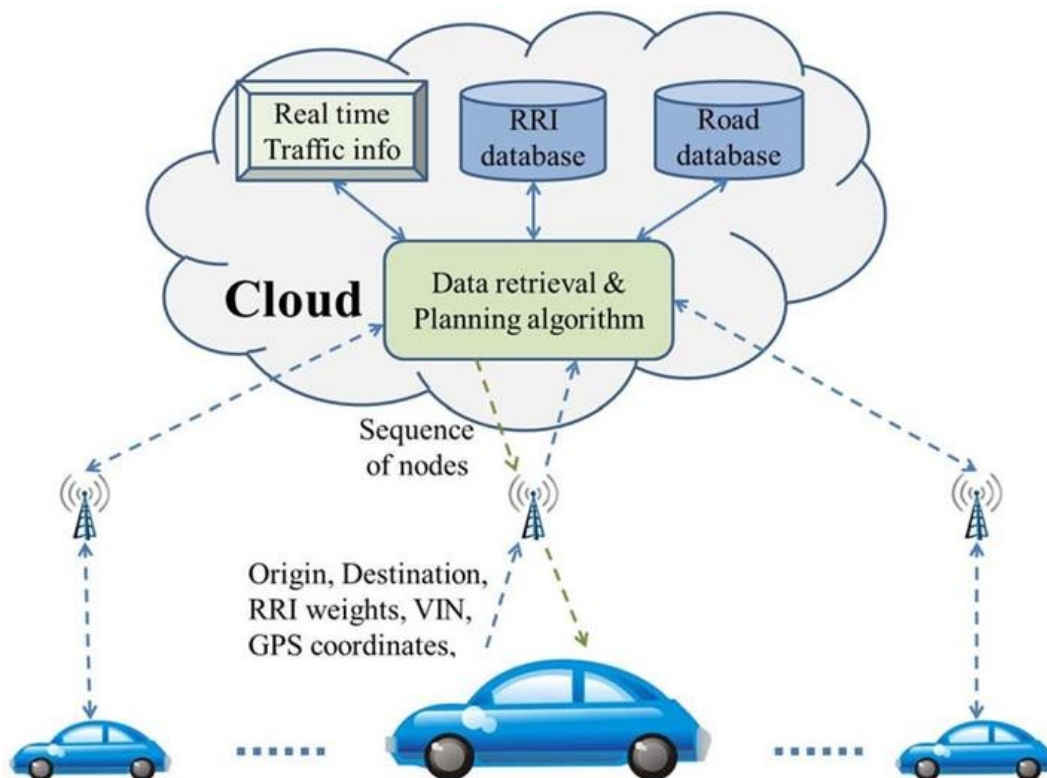 Real time
Traffic info
RRI
database
Road
database
Cloud
Data retrieval &
Planning algorithm
Sequence
of nodes
Origin, Destination,
RRI weights, VIN,
GPS coordinates,